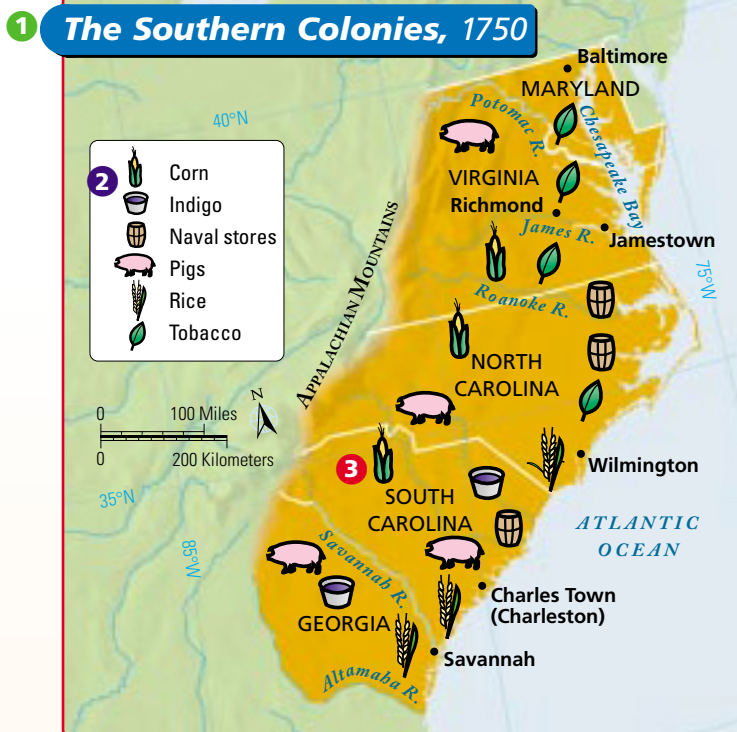 1 The Southern Colonies, 1750
Baltimore
MARYLAND
40°N
Potomac R.
Chesapeake Bay
2
Corn
Indigo
Naval stores
Pigs
Rice
Tobacco
VIRGINIA
Richmond
James R.
Jamestown
75°W
APPALACHIAN MOUNTAINS
Roanoke R.
NORTH
CAROLINA
N
0 100 Miles
0 200 Kilometers
3
Wilmington
35°N
SOUTH
CAROLINA
ATLANTIC
OCEAN
85°W
Savannah R.
Charles Town
(Charleston)
GEORGIA
Savannah
Altamaha R.